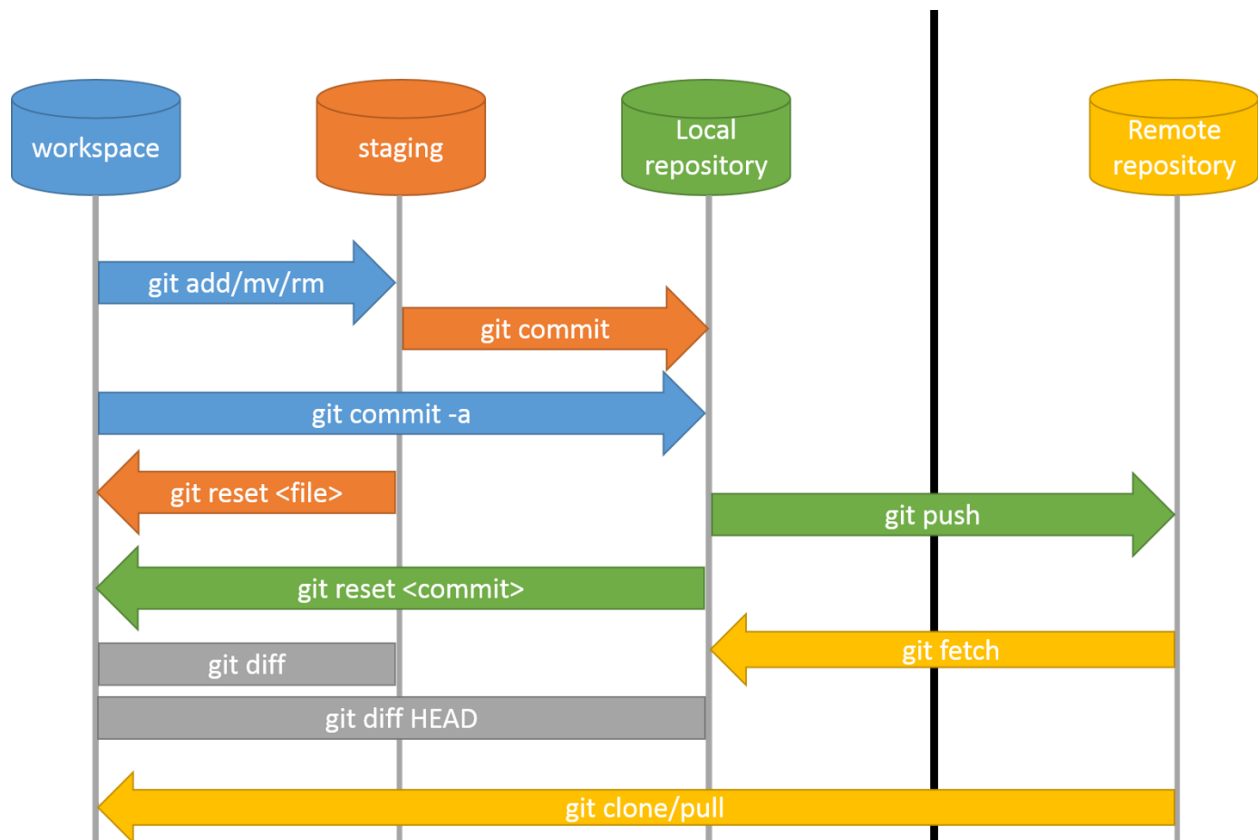 workspace
staging
Local
repository
Remote
repository
git add/mv/rm
git commit
git commit -a
git reset <file>
git push
git reset <commit>
git fetch
git diff
git diff HEAD
git clone/pull